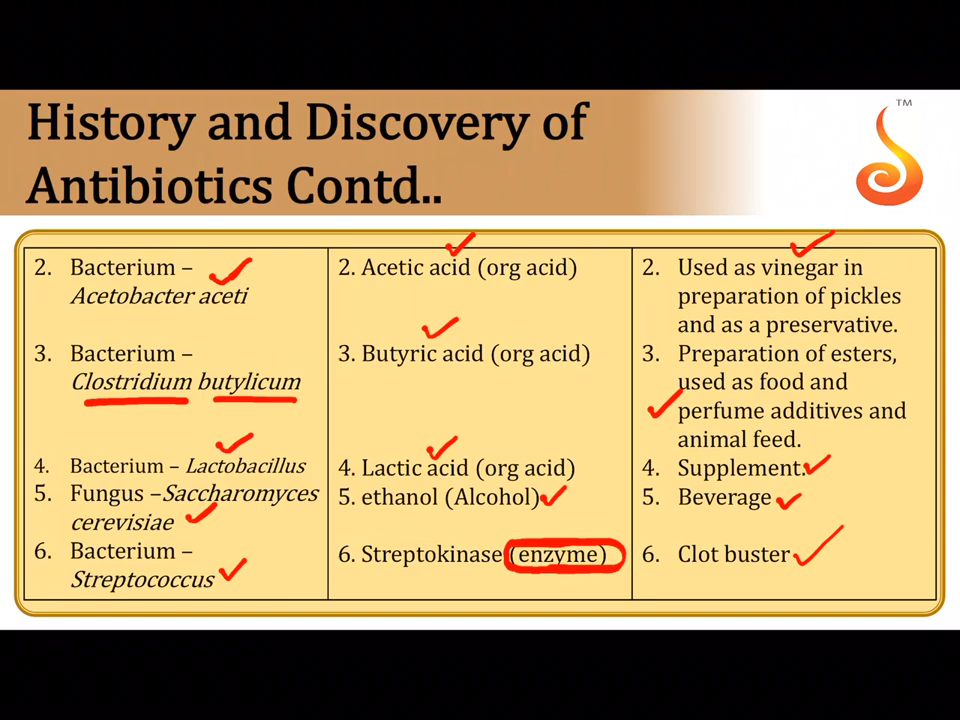 History and Discovery of
Antibiotics Contd..
TM
2. Bacterium –
Acetobacter aceti
3. Bacterium –
Clostridium butylicum
4. Bacterium – Lactobacillus
5. Fungus –Saccharomyces
cerevisiae
6. Bacterium –
Streptococcus
2. Acetic acid (org acid)
3. Butyric acid (org acid)
4. Lactic acid (org acid)
5. ethanol (Alcohol)
6. Streptokinase (enzyme)
2. Used as vinegar in
preparation of pickles
and as a preservative.
3. Preparation of esters,
used as food and
perfume additives and
animal feed.
4. Supplement.
5. Beverage
6. Clot buster